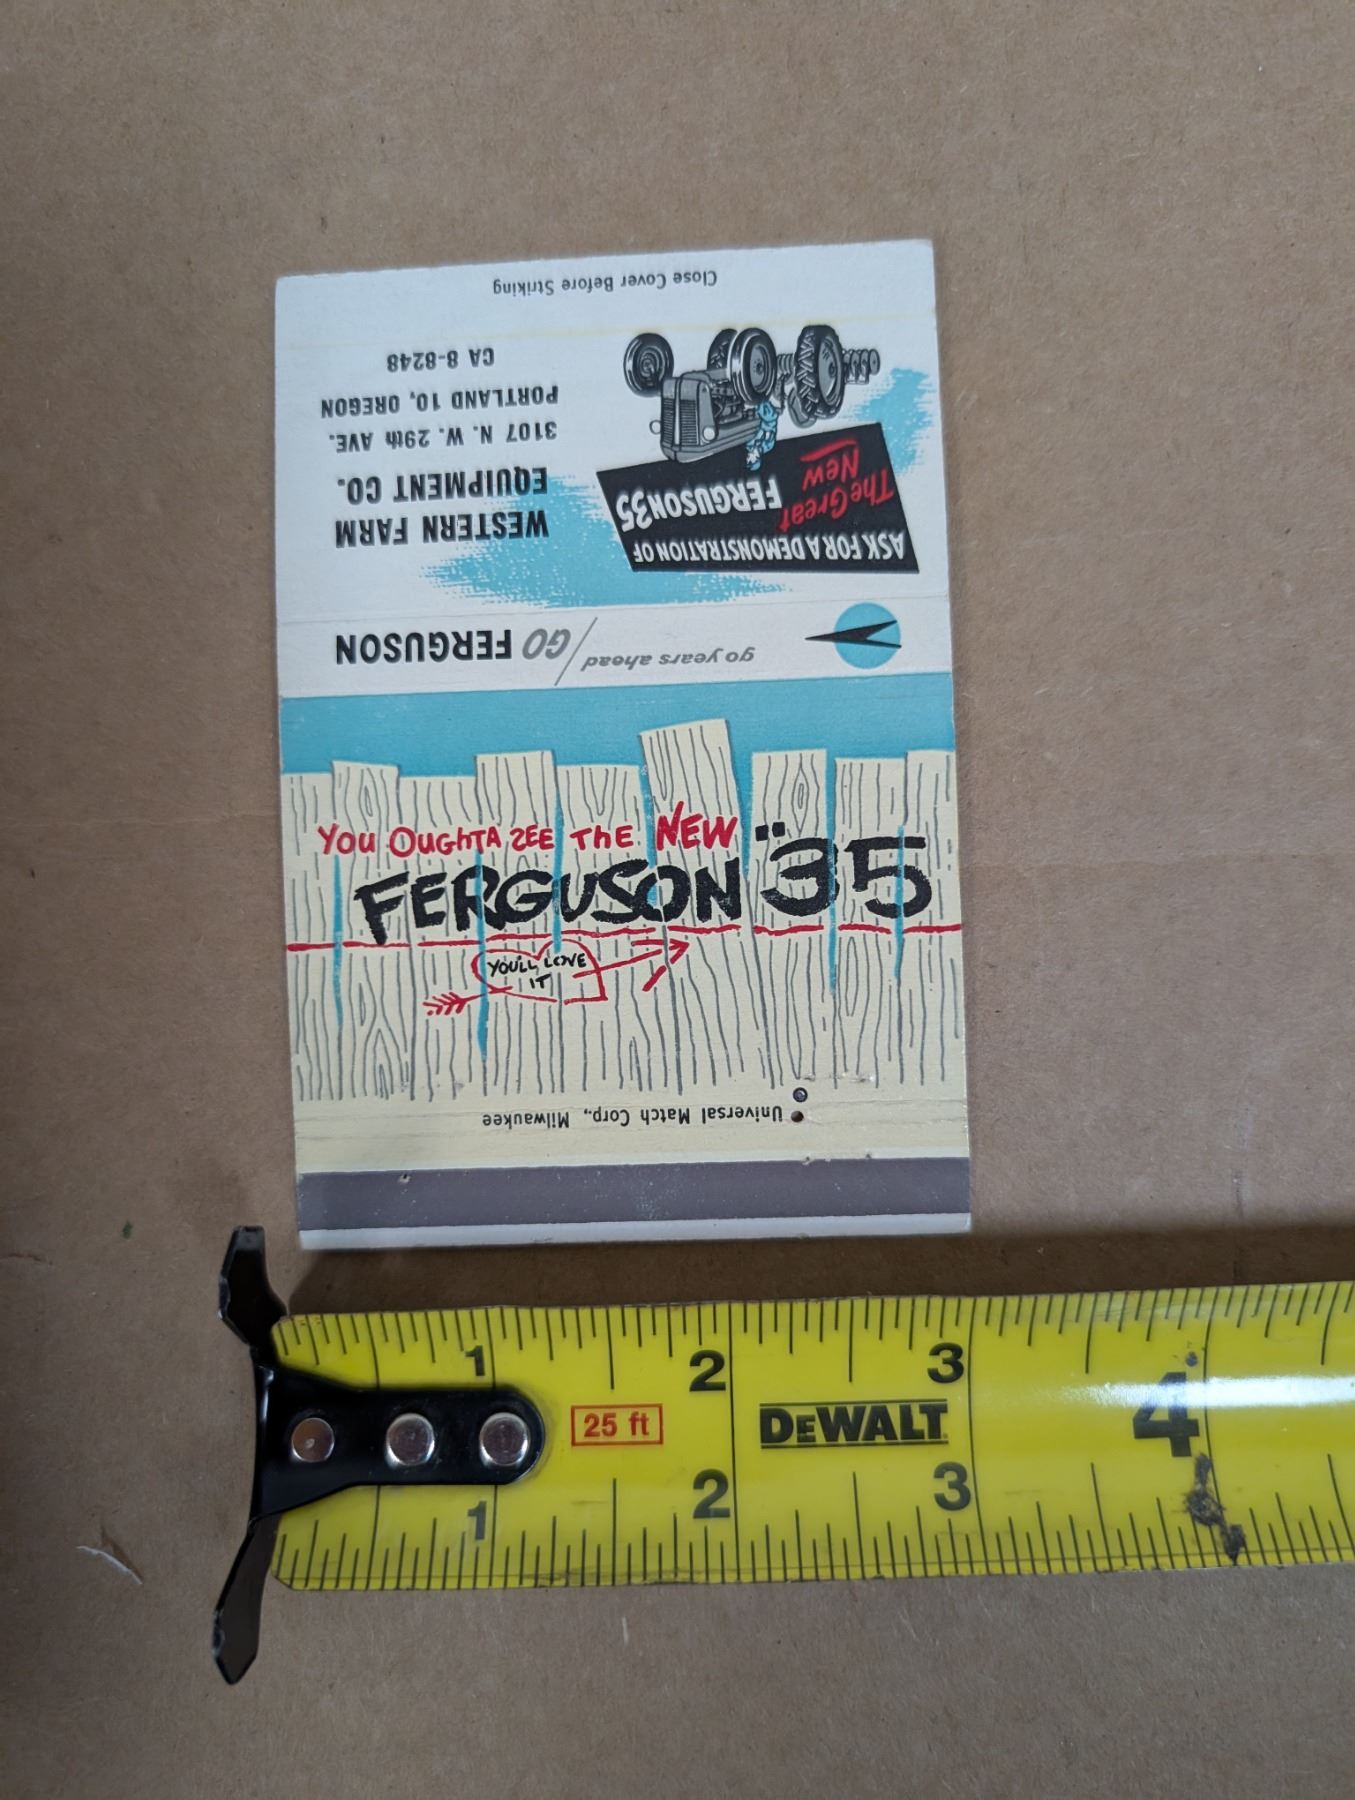 Close Cover Before Striking
WESTERN FARM
EQUIPMENT CO.
3107 N. W. 29th AVE.
PORTLAND 10, OREGON
CA 8-8248
ASK FOR A DEMONSTRATION OF
The Great
New
FERGUSON 35
go years ahead / GO FERGUSON
YOU OUGHTA SEE THE NEW
FERGUSON "35
YOU'LL LOVE
IT
Universal Match Corp., Milwaukee
1 2 3 4
25 ft
DEWALT
1 2 3